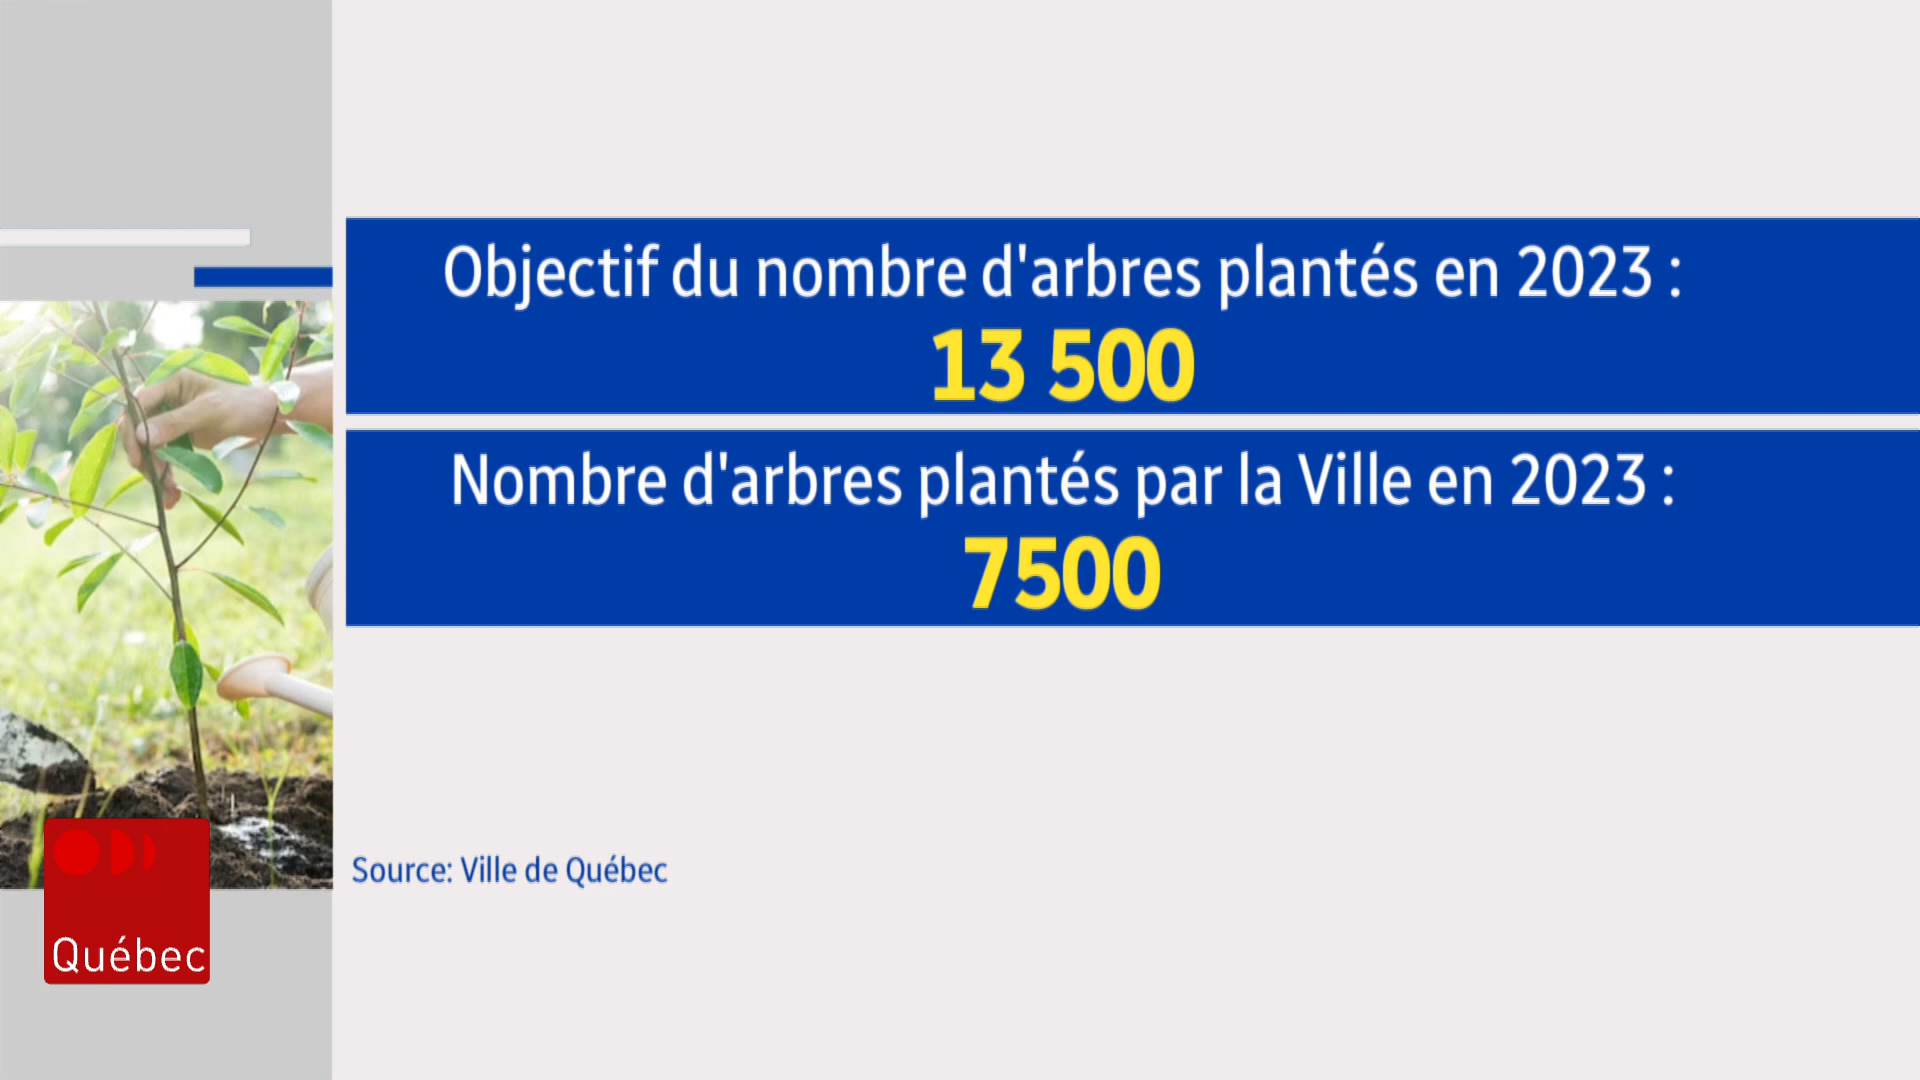 Objectif du nombre d'arbres plantés en 2023 :
13 500
Nombre d'arbres plantés par la Ville en 2023 :
7500
Source: Ville de Québec
Québec